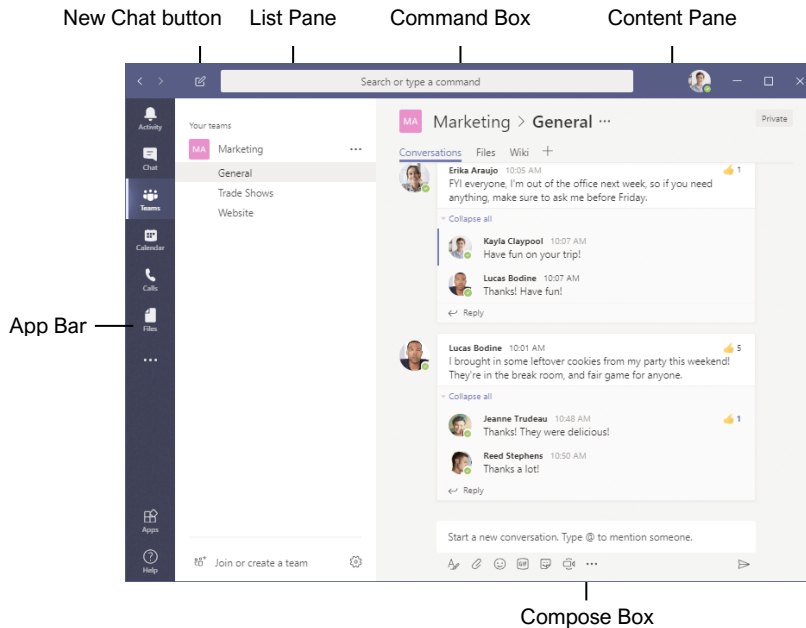 New Chat button List Pane Command Box Content Pane
Search or type a command
Activity
Chat
Teams
Calendar
Calls
Files
Apps
Help
App Bar
Your teams
MA Marketing
General
Trade Shows
Website
Join or create a team
MA Marketing > General
Private
Conversations Files Wiki
Erika Araujo 10:05 AM 1
FYI everyone, I'm out of the office next week, so if you need
anything, make sure to ask me before Friday.
Collapse all
Kayla Claypool 10:07 AM
Have fun on your trip!
Lucas Bodine 10:07 AM
Thanks! Have fun!
Reply
Lucas Bodine 10:01 AM 5
I brought in some leftover cookies from my party this weekend!
They're in the break room, and fair game for anyone.
Collapse all
Jeanne Trudeau 10:48 AM 1
Thanks! They were delicious!
Reed Stephens 10:50 AM
Thanks a lot!
Reply
Start a new conversation. Type @ to mention someone.
GIF
Compose Box